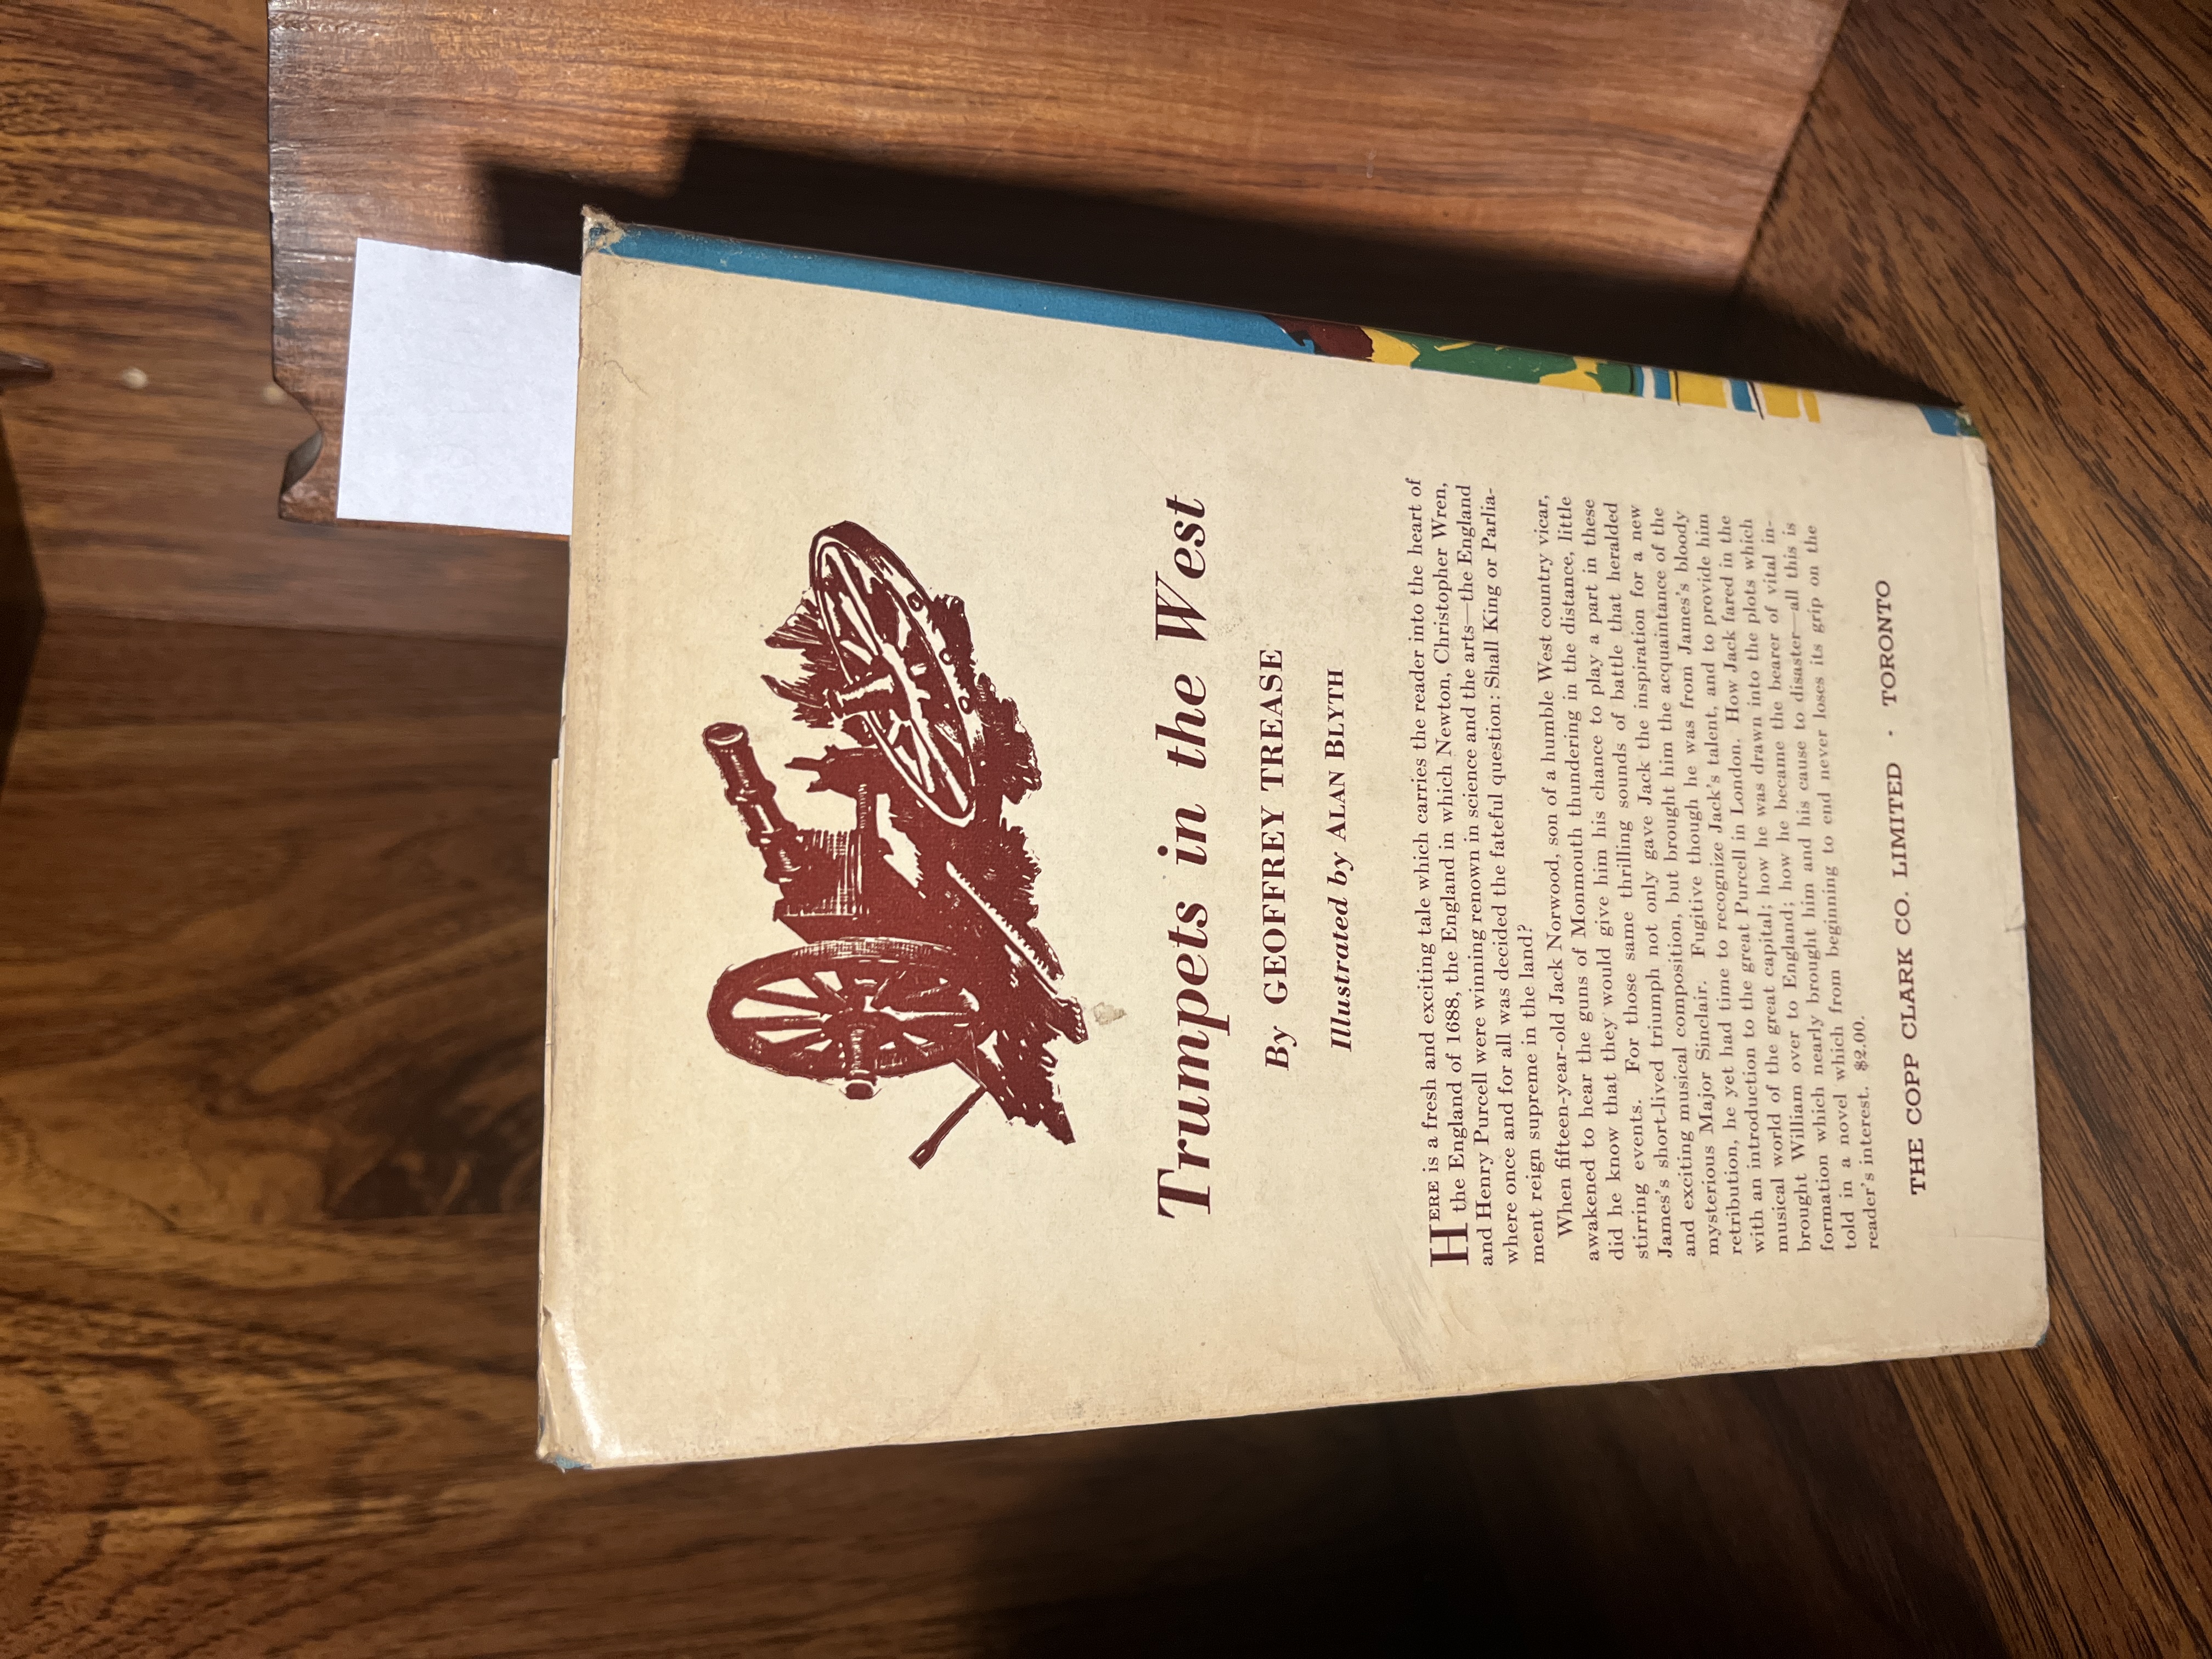 Trumpets in the West
By GEOFFREY TREASE
Illustrated by ALAN BLYTH
HERE is a fresh and exciting tale which carries the reader into the heart of
the England of 1688, the England in which Newton, Christopher Wren,
and Henry Purcell were winning renown in science and the arts—the England
where once and for all was decided the fateful question: Shall King or Parlia-
ment reign supreme in the land?
When fifteen-year-old Jack Norwood, son of a humble West country vicar,
awakened to hear the guns of Monmouth thundering in the distance, little
did he know that they would give him his chance to play a part in these
stirring events. For those same thrilling sounds of battle that heralded
James's short-lived triumph not only gave Jack the inspiration for a new
and exciting musical composition, but brought him the acquaintance of the
mysterious Major Sinclair. Fugitive though he was from James's bloody
retribution, he yet had time to recognize Jack's talent, and to provide him
with an introduction to the great Purcell in London. How Jack fared in the
musical world of the great capital; how he was drawn into the plots which
brought William over to England; how he became the bearer of vital in-
formation which nearly brought him and his cause to disaster—all this is
told in a novel which from beginning to end never loses its grip on the
reader's interest. $2.00.
THE COPP CLARK CO. LIMITED · TORONTO